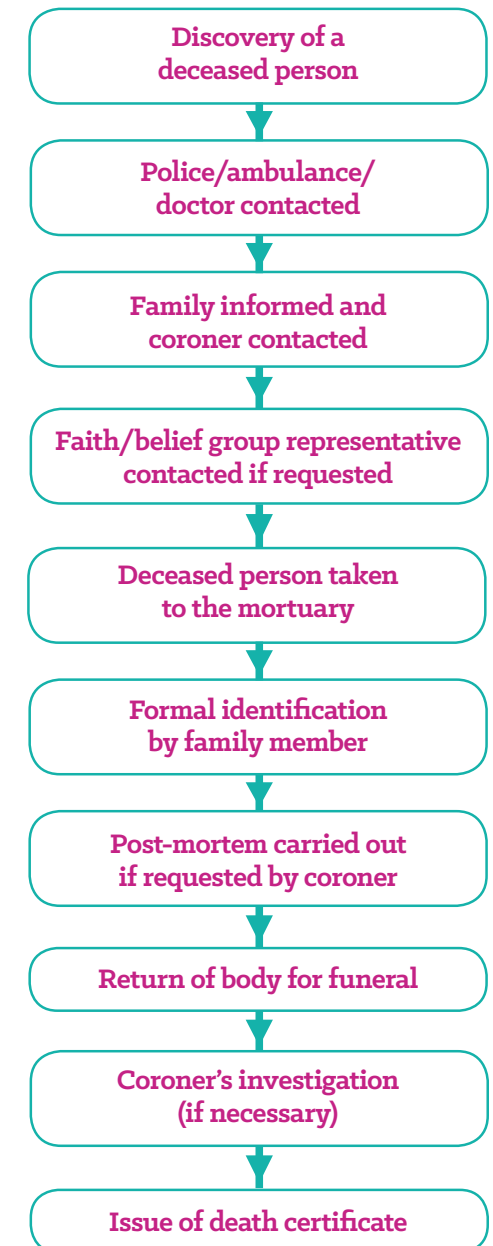 Discovery of a
deceased person
Police/ambulance/
doctor contacted
Family informed and
coroner contacted
Faith/belief group representative
contacted if requested
Deceased person taken
to the mortuary
Formal identification
by family member
Post-mortem carried out
if requested by coroner
Return of body for funeral
Coroner’s investigation
(if necessary)
Issue of death certificate